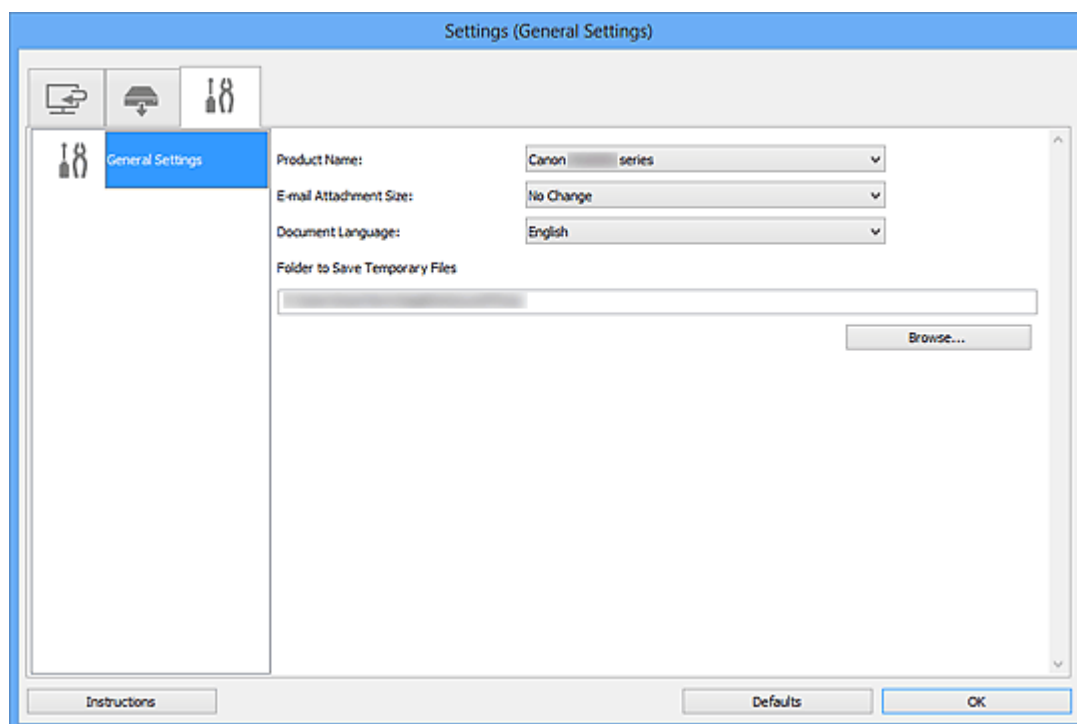 Settings (General Settings)
General Settings
Product Name:
Canon series
E-mail Attachment Size:
No Change
Document Language:
English
Folder to Save Temporary Files
Browse...
Instructions
Defaults
OK